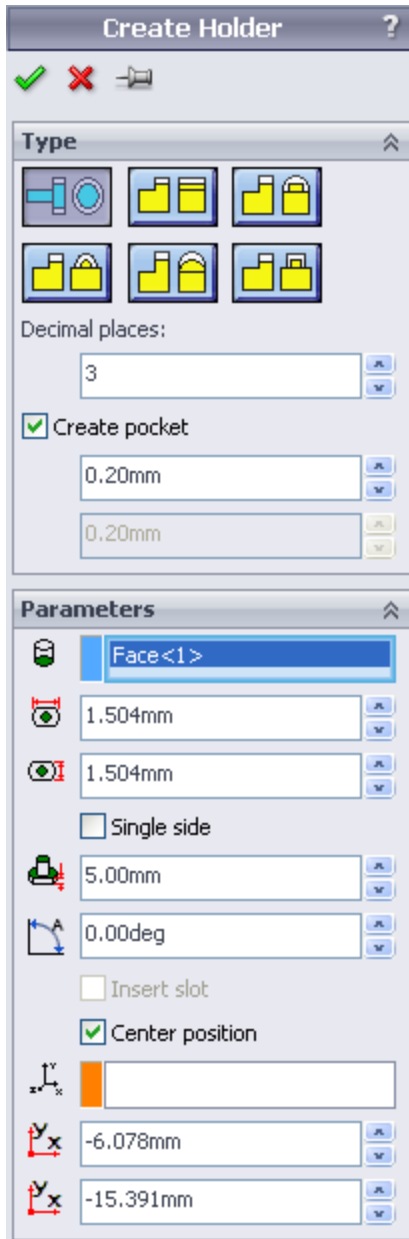 Create Holder ?
Type
Decimal places:
3
Create pocket
0.20mm
0.20mm
Parameters
Face<1>
1.504mm
1.504mm
Single side
5.00mm
A
0.00deg
Insert slot
Center position
Y
z x
-6.078mm
Y x
-15.391mm
Y x